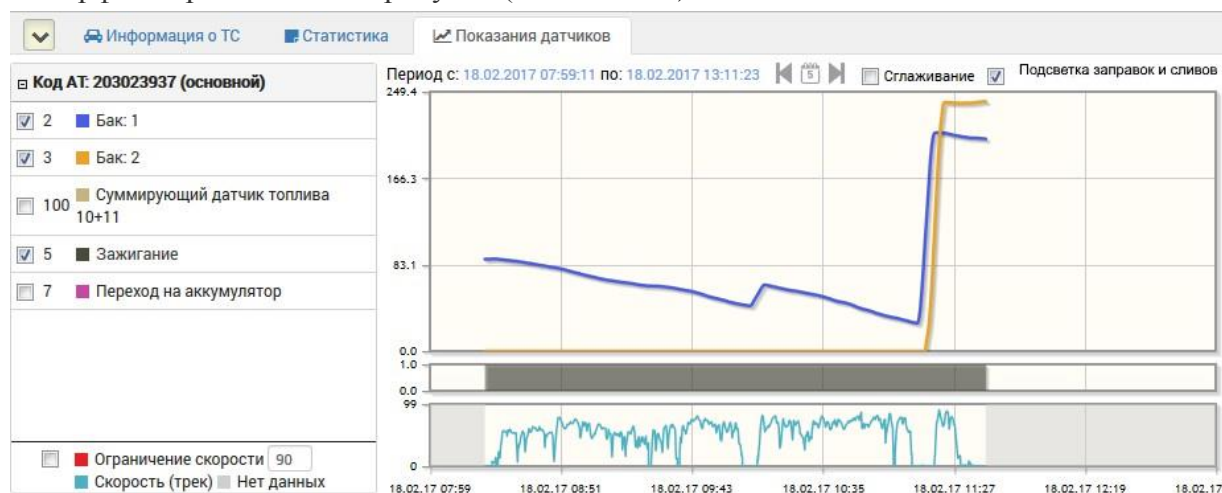 Информация о ТС Статистика Показания датчиков
Код АТ: 203023937 (основной)
2 Бак: 1
3 Бак: 2
100 Суммирующий датчик топлива 10+11
5 Зажигание
7 Переход на аккумулятор
Ограничение скорости 90
Скорость (трек) Нет данных
Период с: 18.02.2017 07:59:11 по: 18.02.2017 13:11:23 5 Сглаживание Подсветка заправок и сливов
249.4
166.3
83.1
0.0
1.0
0.0
99
0
18.02.17 07:59 18.02.17 08:51 18.02.17 09:43 18.02.17 10:35 18.02.17 11:27 18.02.17 12:19 18.02.17